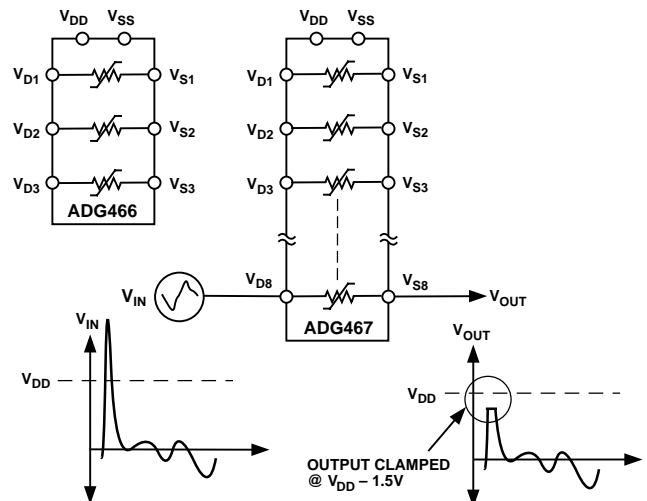 VDD VSS
VD1 VS1
VD2 VS2
VD3 VS3
ADG466
VDD VSS
VD1 VS1
VD2 VS2
VD3 VS3
VIN VD8 VS8 VOUT
ADG467
VIN
VDD
VOUT
VDD
OUTPUT CLAMPED
@ VDD – 1.5V